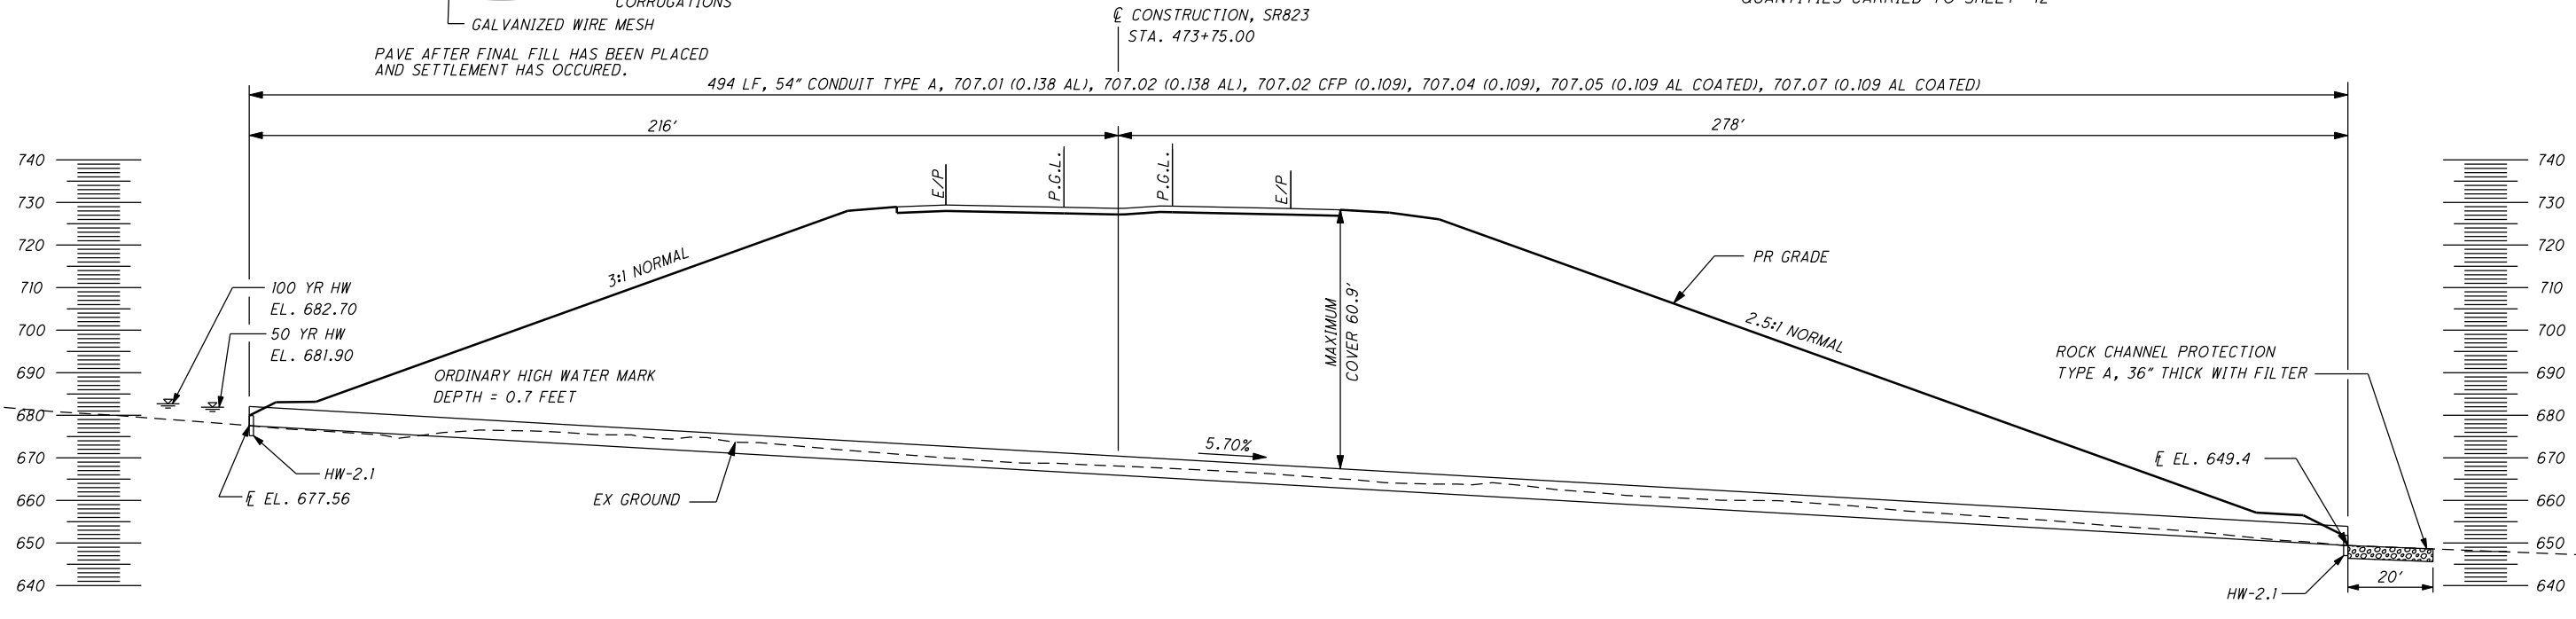 CORRUGATIONS
GALVANIZED WIRE MESH
PAVE AFTER FINAL FILL HAS BEEN PLACED
AND SETTLEMENT HAS OCCURED.
℄ CONSTRUCTION, SR823
STA. 473+75.00
494 LF, 54" CONDUIT TYPE A, 707.01 (0.138 AL), 707.02 (0.138 AL), 707.02 CFP (0.109), 707.04 (0.109), 707.05 (0.109 AL COATED), 707.07 (0.109 AL COATED)
216'
278'
740
730
720
710
700
690
680
670
660
650
640
E/P
P.G.L.
P.G.L.
E/P
3:1 NORMAL
100 YR HW
EL. 682.70
50 YR HW
EL. 681.90
ORDINARY HIGH WATER MARK
DEPTH = 0.7 FEET
MAXIMUM
COVER 60.9'
PR GRADE
2.5:1 NORMAL
ROCK CHANNEL PROTECTION
TYPE A, 36" THICK WITH FILTER
5.70%
HW-2.1
EL. 677.56
EX GROUND
EL. 649.4
HW-2.1
20'
740
730
720
710
700
690
680
670
660
650
640